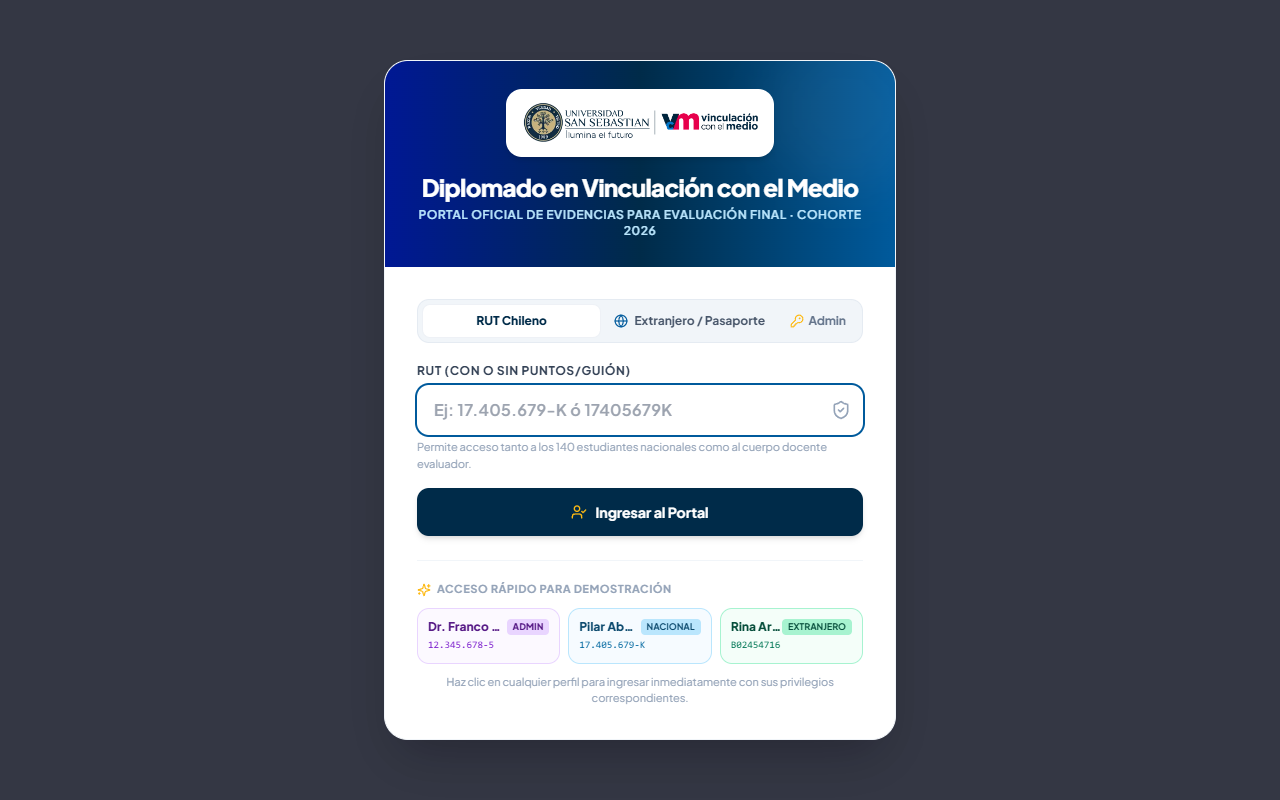 UNIVERSIDAD
SAN SEBASTIAN
Ilumina el futuro
vm vinculación
con el medio
Diplomado en Vinculación con el Medio
PORTAL OFICIAL DE EVIDENCIAS PARA EVALUACIÓN FINAL · COHORTE
2026
RUT Chileno
Extranjero / Pasaporte
Admin
RUT (CON O SIN PUNTOS/GUIÓN)
Ej: 17.405.679-K ó 17405679K
Permite acceso tanto a los 140 estudiantes nacionales como al cuerpo docente
evaluador.
Ingresar al Portal
ACCESO RÁPIDO PARA DEMOSTRACIÓN
Dr. Franco ... ADMIN
12.345.678-5
Pilar Ab... NACIONAL
17.405.679-K
Rina Ar... EXTRANJERO
B02454716
Haz clic en cualquier perfil para ingresar inmediatamente con sus privilegios
correspondientes.